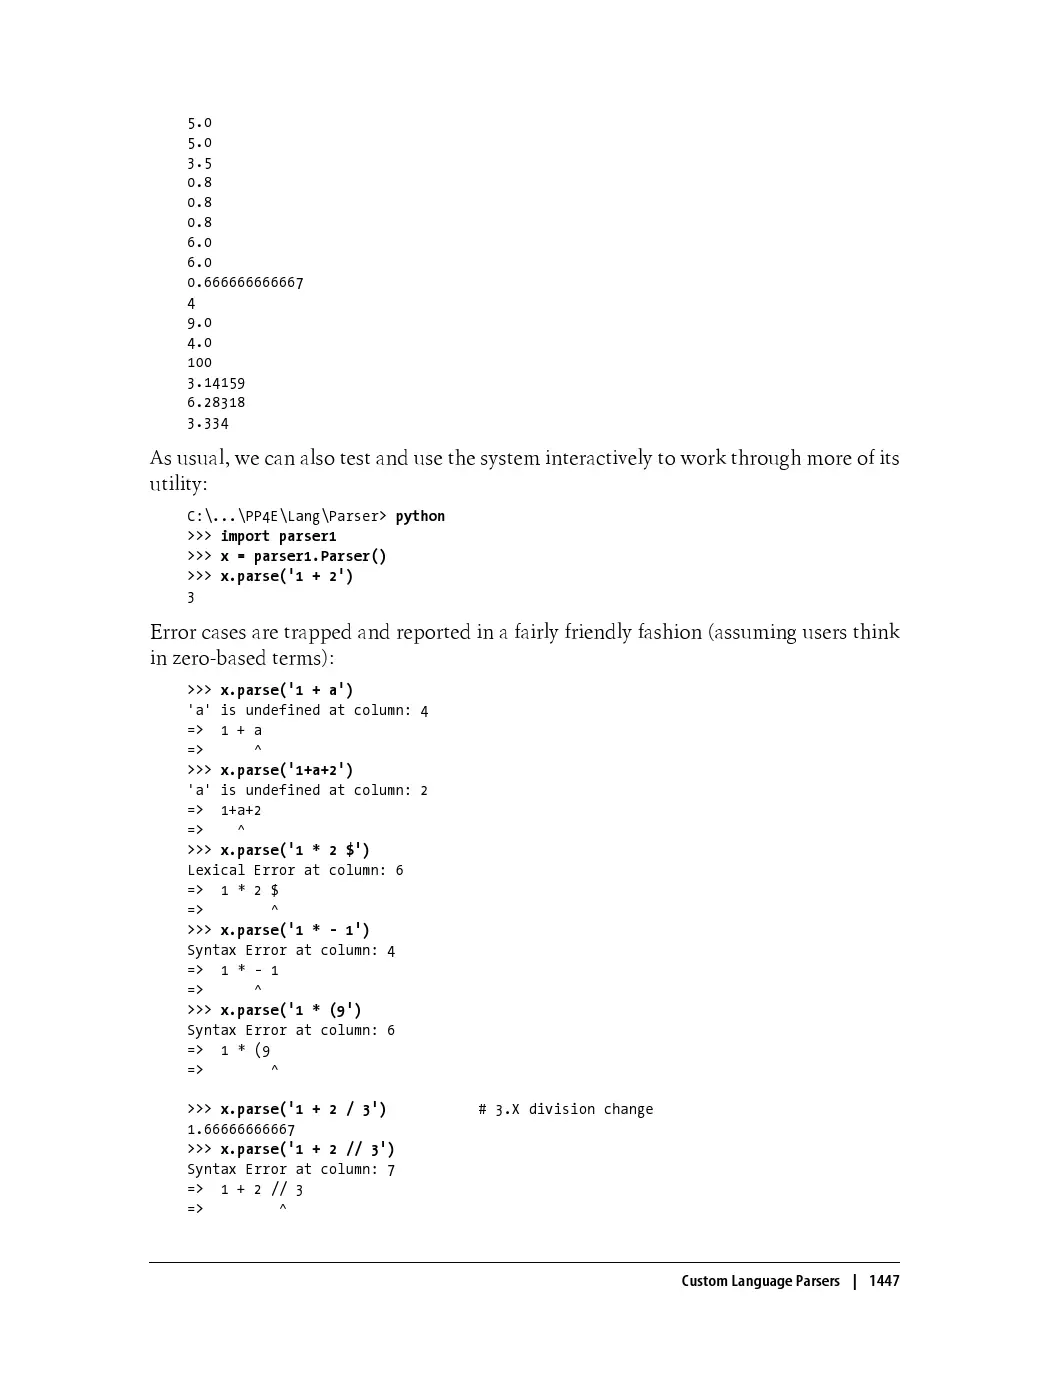 5.0
5.0
3.5
0.8
0.8
0.8
6.0
6.0
0.666666666667
4
9.0
4.0
100
3.14159
6.28318
3.334
As usual, we can also test and use the system interactively to work through more of its
utility:
C:\...\PP4E\Lang\Parser> python
>>> import parser1
>>> x = parser1.Parser()
>>> x.parse('1 + 2')
3
Error cases are trapped and reported in a fairly friendly fashion (assuming users think
in zero-based terms):
>>> x.parse('1 + a')
'a' is undefined at column: 4
=>  1 + a
=>      ^
>>> x.parse('1+a+2')
'a' is undefined at column: 2
=>  1+a+2
=>    ^
>>> x.parse('1 * 2 $')
Lexical Error at column: 6
=>  1 * 2 $
=>        ^
>>> x.parse('1 * - 1')
Syntax Error at column: 4
=>  1 * - 1
=>      ^
>>> x.parse('1 * (9')
Syntax Error at column: 6
=>  1 * (9
=>        ^
>>> x.parse('1 + 2 / 3')           # 3.X division change
1.66666666667
>>> x.parse('1 + 2 // 3')
Syntax Error at column: 7
=>  1 + 2 // 3
=>         ^
Custom Language Parsers | 1447